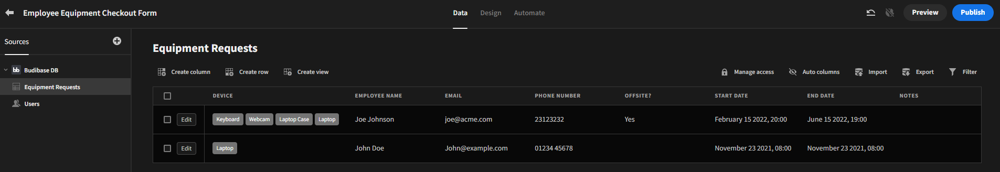 Employee Equipment Checkout Form Data Design Automate Preview Publish
Sources
bb Budibase DB
Equipment Requests
Users
Equipment Requests
Create column Create row Create view Manage access Auto columns Import Export Filter
DEVICE EMPLOYEE NAME EMAIL PHONE NUMBER OFFSITE? START DATE END DATE NOTES
Edit Keyboard Webcam Laptop Case Laptop Joe Johnson joe@acme.com 23123232 Yes February 15 2022, 20:00 June 15 2022, 19:00
Edit Laptop John Doe John@example.com 01234 45678 November 23 2021, 08:00 November 23 2021, 08:00